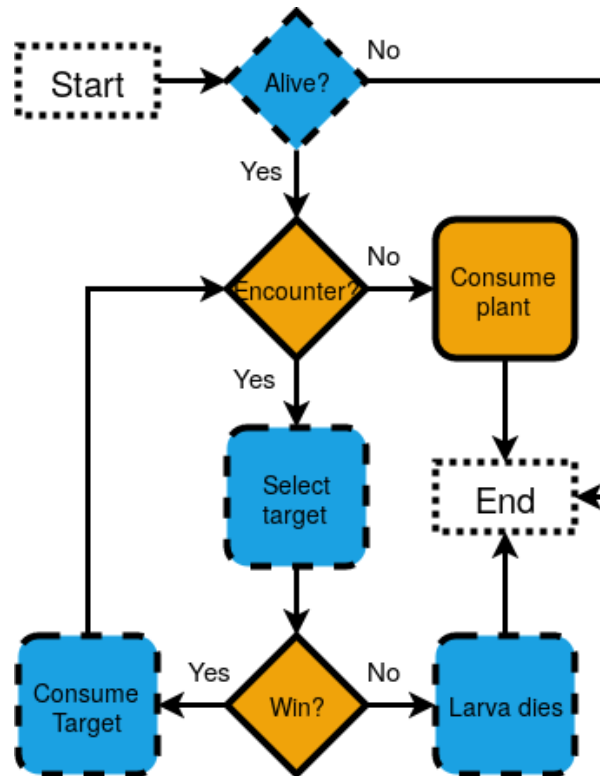 Start
Alive?
No
Yes
Encounter?
No
Consume
plant
Yes
Select
target
End
Consume
Target
Yes
Win?
No
Larva dies